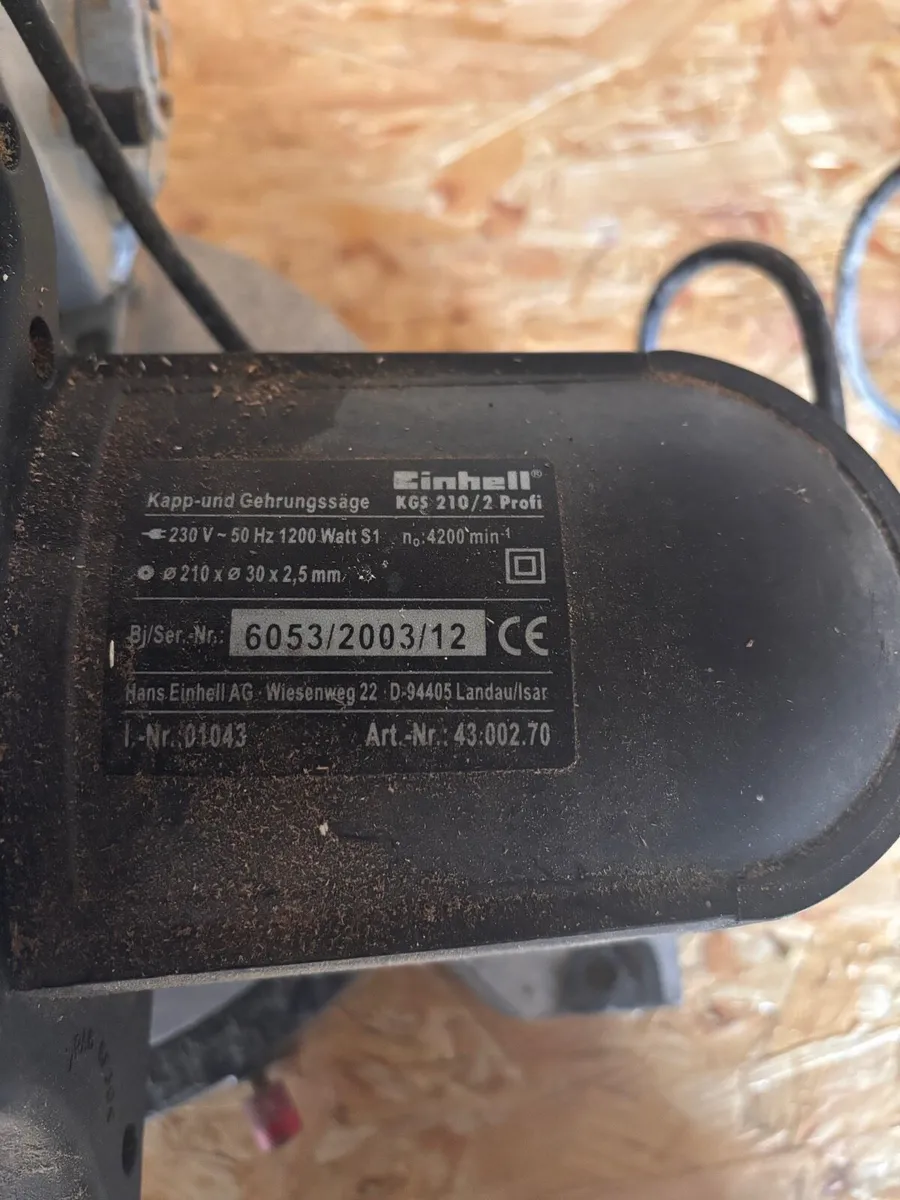 Einhell®
Kapp-und Gehrungssäge KGS 210/2 Profi
230 V ~ 50 Hz 1200 Watt S1 n₀:4200 min⁻¹
ø 210 x ø 30 x 2,5 mm
Bj/Ser.-Nr.: 6053/2003/12 CE
Hans Einhell AG · Wiesenweg 22 · D-94405 Landau/Isar
I.-Nr.:01043 Art.-Nr.: 43.002.70